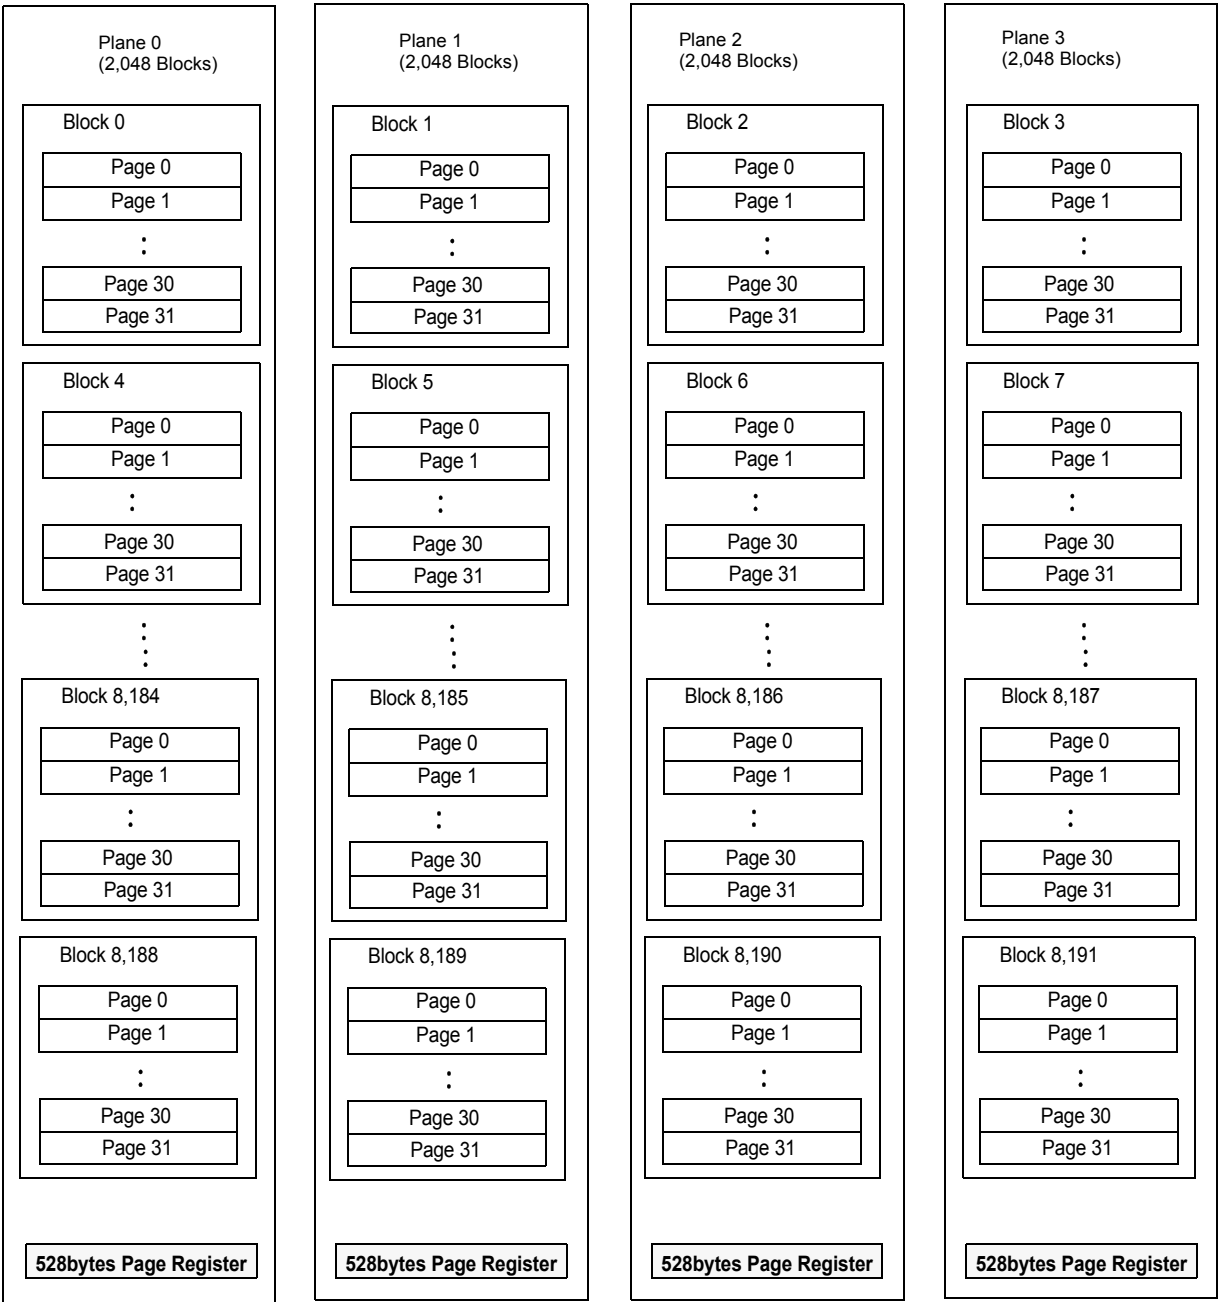 Plane 0
(2,048 Blocks)
Block 0
Page 0
Page 1
Page 30
Page 31
Block 4
Page 0
Page 1
Page 30
Page 31
Block 8,184
Page 0
Page 1
Page 30
Page 31
Block 8,188
Page 0
Page 1
Page 30
Page 31
528bytes Page Register
Plane 1
(2,048 Blocks)
Block 1
Page 0
Page 1
Page 30
Page 31
Block 5
Page 0
Page 1
Page 30
Page 31
Block 8,185
Page 0
Page 1
Page 30
Page 31
Block 8,189
Page 0
Page 1
Page 30
Page 31
528bytes Page Register
Plane 2
(2,048 Blocks)
Block 2
Page 0
Page 1
Page 30
Page 31
Block 6
Page 0
Page 1
Page 30
Page 31
Block 8,186
Page 0
Page 1
Page 30
Page 31
Block 8,190
Page 0
Page 1
Page 30
Page 31
528bytes Page Register
Plane 3
(2,048 Blocks)
Block 3
Page 0
Page 1
Page 30
Page 31
Block 7
Page 0
Page 1
Page 30
Page 31
Block 8,187
Page 0
Page 1
Page 30
Page 31
Block 8,191
Page 0
Page 1
Page 30
Page 31
528bytes Page Register